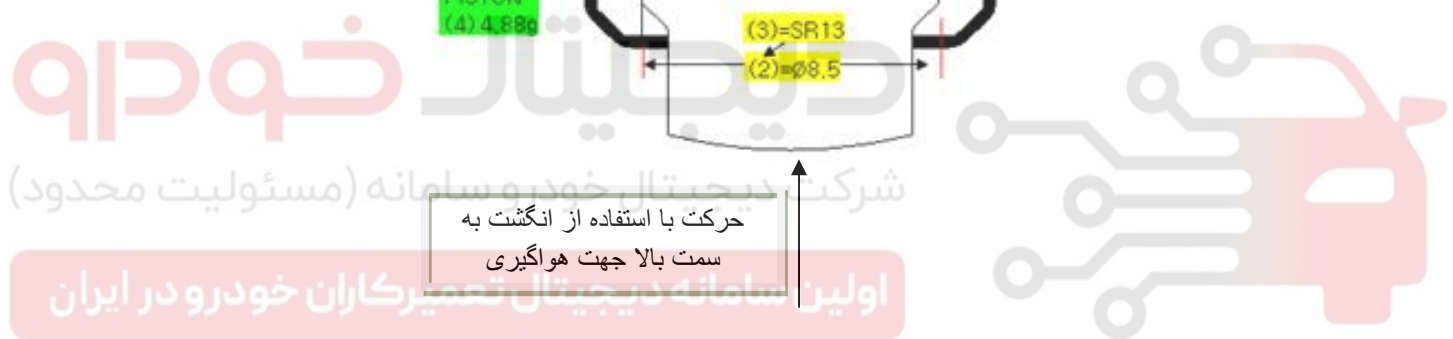 PISTON
(4) 4.88g
(3)=SR13
(2)=Ø8.5
دیجیتال خودرو
شرکت دیجیتال خودرو سامانه (مسئولیت محدود)
حرکت با استفاده از انگشت به
سمت بالا جهت هواگیری
اولین سامانه دیجیتال تعمیرکاران خودرو در ایران